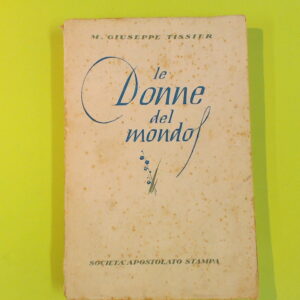 M. GIUSEPPE TISSIER
le
Donne
del
mondo
SOCIETÀ APOSTOLATO STAMPA